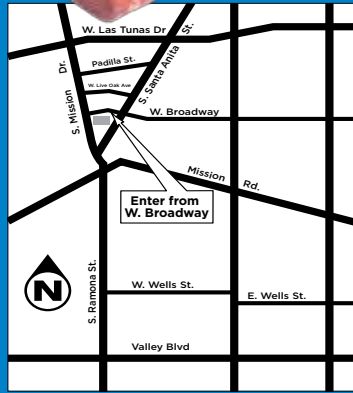 W. Las Tunas Dr
Padilla St.
W. Live Oak Ave
S. Mission Dr.
S. Santa Anita St.
W. Broadway
Mission Rd.
Enter from
W. Broadway
N
S. Ramona St.
W. Wells St.
E. Wells St.
Valley Blvd